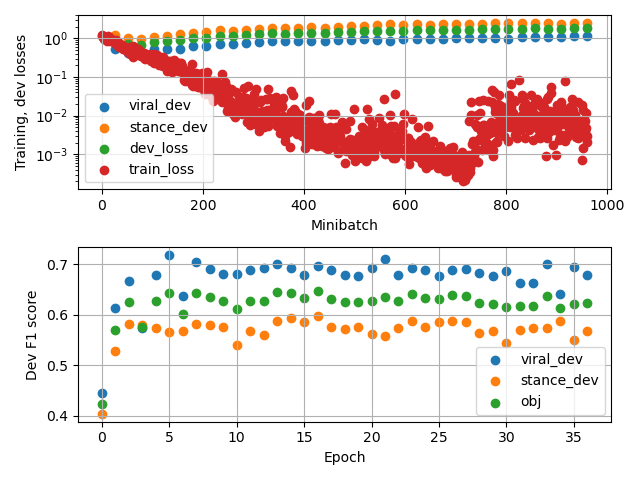 Training, dev losses
10⁰
10⁻¹
10⁻²
10⁻³
viral_dev
stance_dev
dev_loss
train_loss
0 200 400 600 800 1000
Minibatch
Dev F1 score
0.7
0.6
0.5
0.4
viral_dev
stance_dev
obj
0 5 10 15 20 25 30 35
Epoch